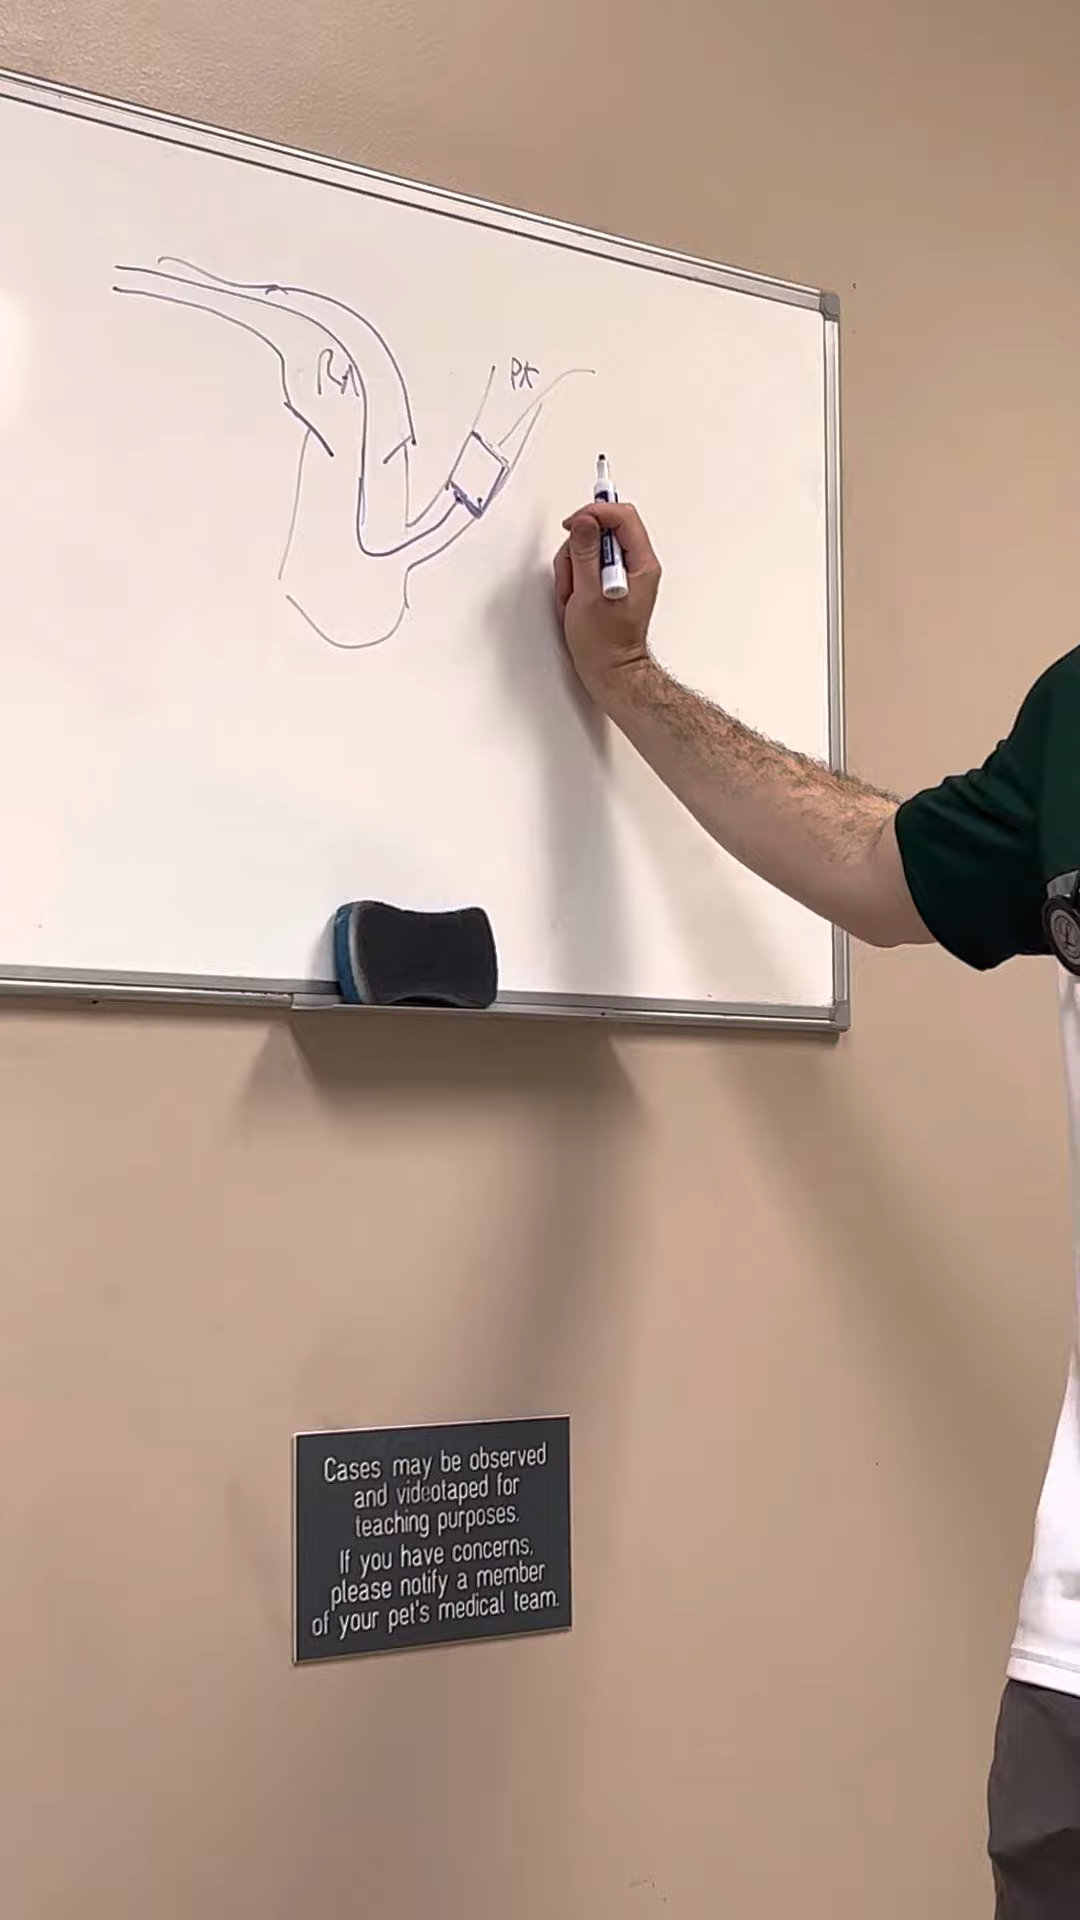 RA
PA
Cases may be observed
and videotaped for
teaching purposes.
If you have concerns,
please notify a member
of your pet's medical team.